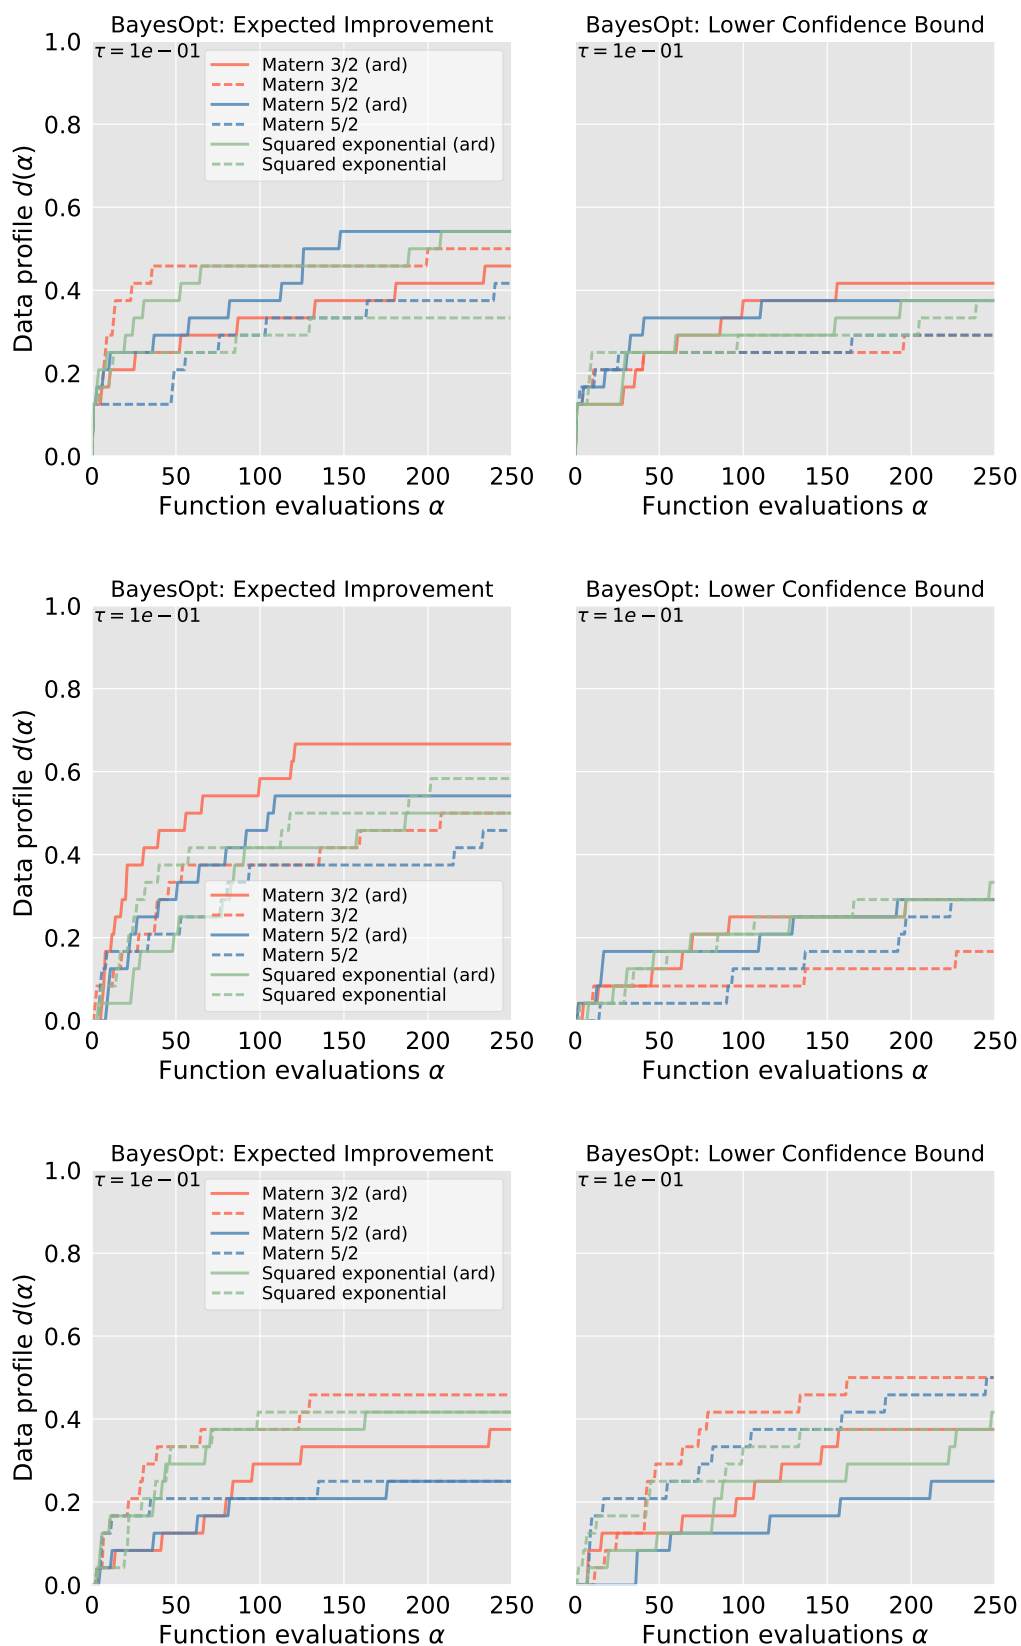 BayesOpt: Expected Improvement
BayesOpt: Lower Confidence Bound
1.0
0.8
0.6
0.4
0.2
0.0
Data profile d(α)
τ = 1e − 01
Matern 3/2 (ard)
Matern 3/2
Matern 5/2 (ard)
Matern 5/2
Squared exponential (ard)
Squared exponential
τ = 1e − 01
0 50 100 150 200 250
0 50 100 150 200 250
Function evaluations α
Function evaluations α
BayesOpt: Expected Improvement
BayesOpt: Lower Confidence Bound
1.0
0.8
0.6
0.4
0.2
0.0
Data profile d(α)
τ = 1e − 01
τ = 1e − 01
Matern 3/2 (ard)
Matern 3/2
Matern 5/2 (ard)
Matern 5/2
Squared exponential (ard)
Squared exponential
0 50 100 150 200 250
0 50 100 150 200 250
Function evaluations α
Function evaluations α
BayesOpt: Expected Improvement
BayesOpt: Lower Confidence Bound
1.0
0.8
0.6
0.4
0.2
0.0
Data profile d(α)
τ = 1e − 01
Matern 3/2 (ard)
Matern 3/2
Matern 5/2 (ard)
Matern 5/2
Squared exponential (ard)
Squared exponential
τ = 1e − 01
0 50 100 150 200 250
0 50 100 150 200 250
Function evaluations α
Function evaluations α